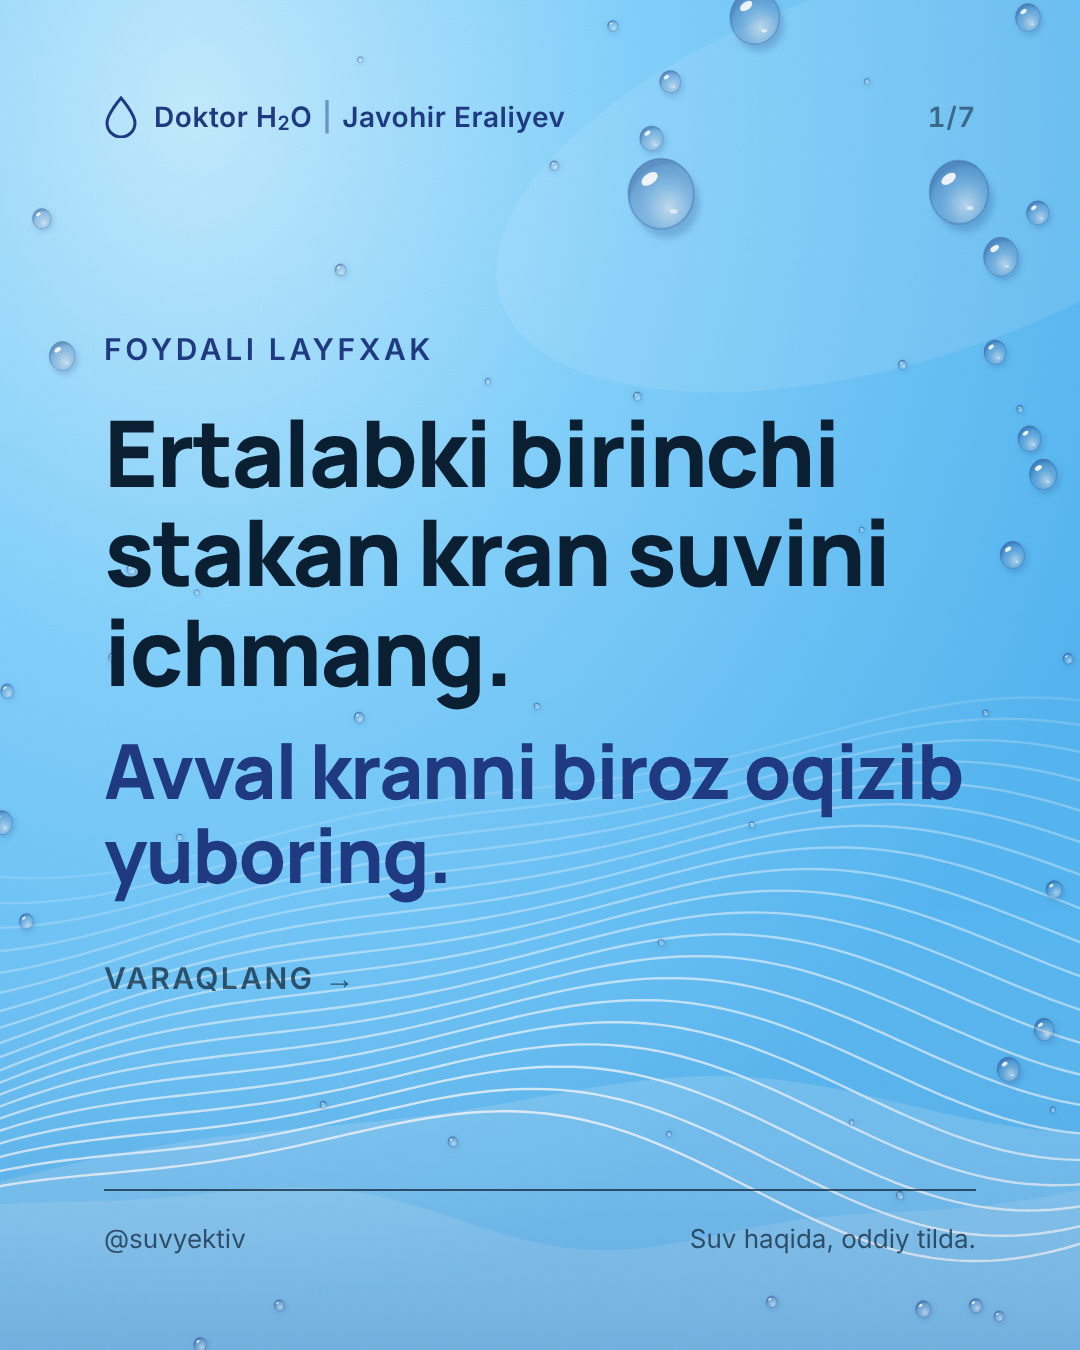 Doktor H₂O | Javohir Eraliyev
1/7
FOYDALI LAYFXAK
Ertalabki birinchi
stakan kran suvini
ichmang.
Avval kranni biroz oqizib
yuboring.
VARAQLANG →
@suvyektiv
Suv haqida, oddiy tilda.